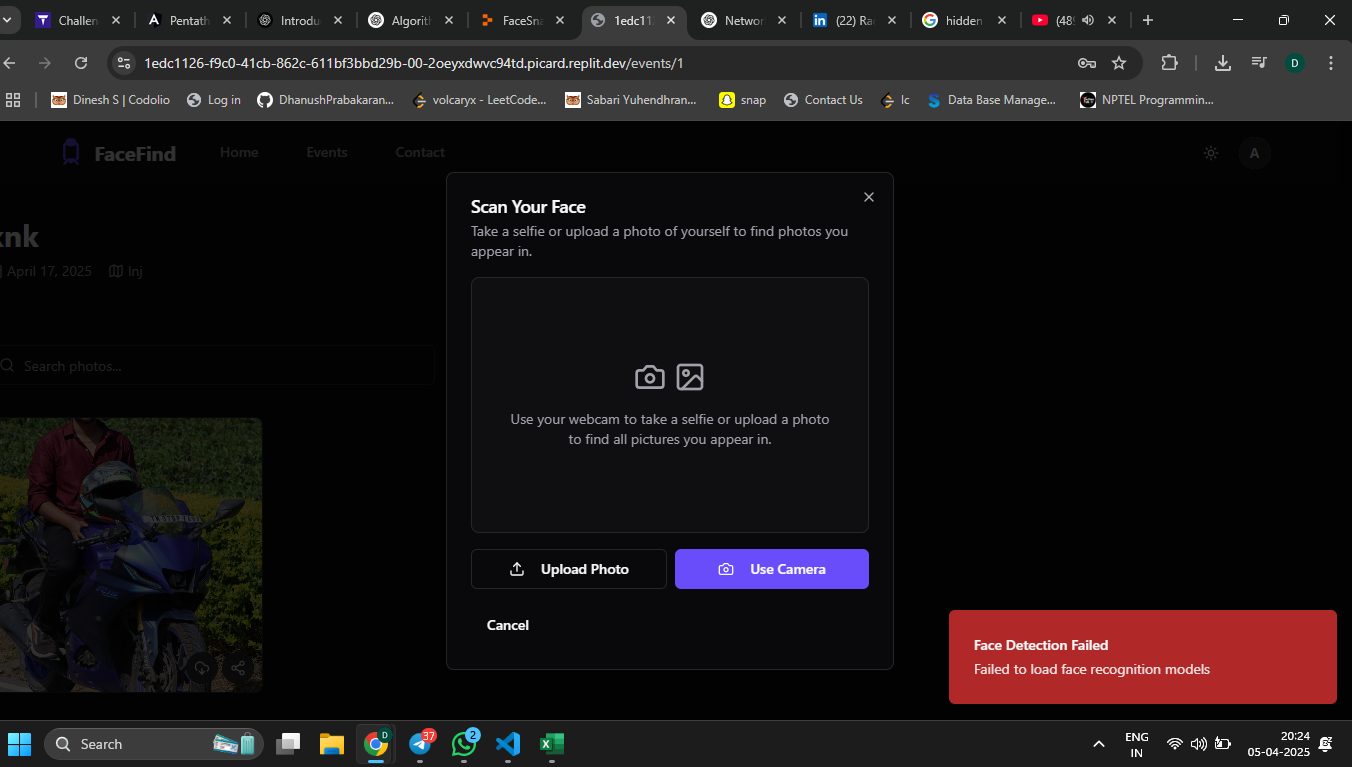 Challen
Pentath
Introdu
Algorith
FaceSna
1edc112
Networ
(22) Ra
hidden
(489
1edc1126-f9c0-41cb-862c-611bf3bbd29b-00-2oeyxdwvc94td.picard.replit.dev/events/1
D
Dinesh S | Codolio
Log in
DhanushPrabakaran...
volcaryx - LeetCode...
Sabari Yuhendhran...
snap
Contact Us
lc
Data Base Manage...
NPTEL Programmin...
FaceFind
Home
Events
Contact
A
Scan Your Face
Take a selfie or upload a photo of yourself to find photos you
appear in.
knk
April 17, 2025
Inj
Search photos...
Use your webcam to take a selfie or upload a photo
to find all pictures you appear in.
Upload Photo
Use Camera
Cancel
Face Detection Failed
Failed to load face recognition models
Search
D
37
2
ENG
IN
20:24
05-04-2025